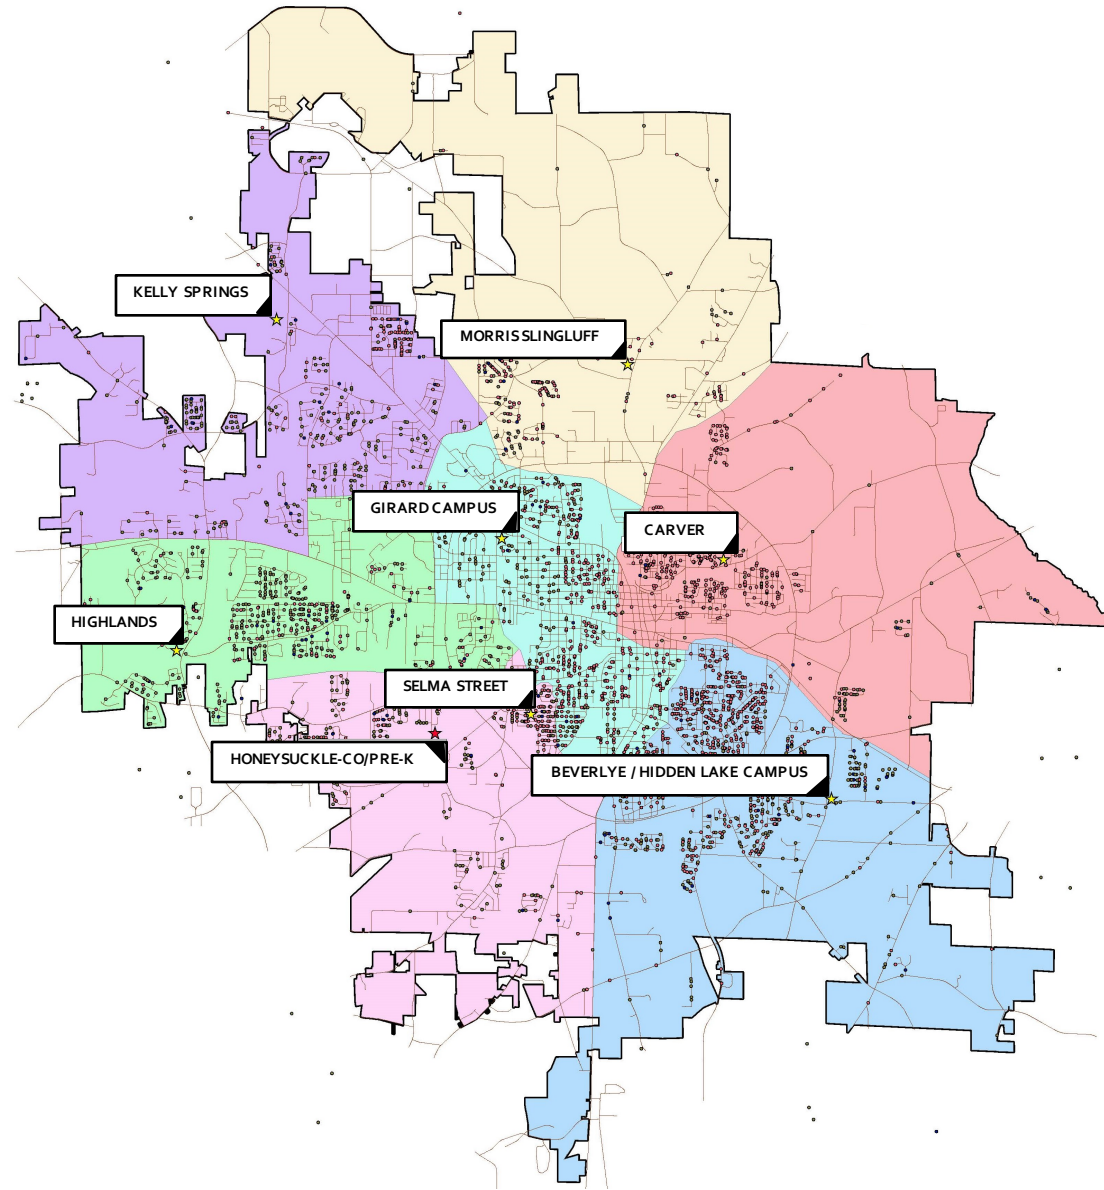 KELLY SPRINGS
MORRIS SLINGLUFF
GIRARD CAMPUS
CARVER
HIGHLANDS
SELMA STREET
HONEYSUCKLE-CO/PRE-K
BEVERLYE / HIDDEN LAKE CAMPUS